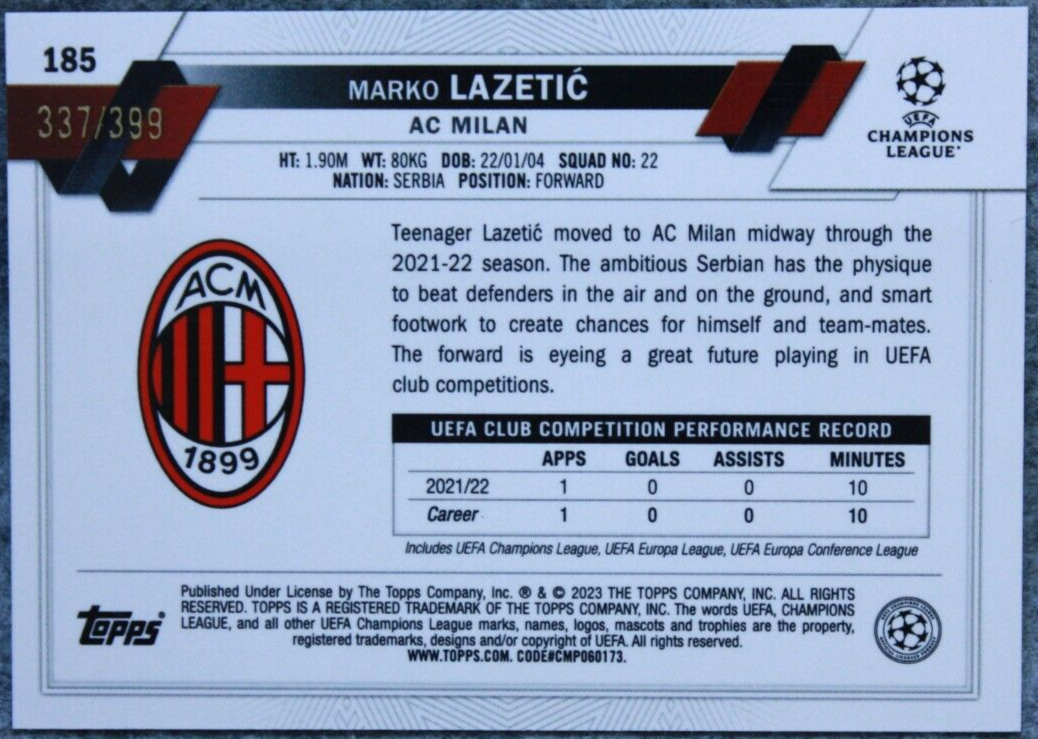 185
337/399
MARKO LAZETIĆ
AC MILAN
HT: 1.90M WT: 80KG DOB: 22/01/04 SQUAD NO: 22
NATION: SERBIA POSITION: FORWARD
UEFA
CHAMPIONS
LEAGUE
Teenager Lazetić moved to AC Milan midway through the
2021-22 season. The ambitious Serbian has the physique
to beat defenders in the air and on the ground, and smart
footwork to create chances for himself and team-mates.
The forward is eyeing a great future playing in UEFA
club competitions.
ACM
1899
UEFA CLUB COMPETITION PERFORMANCE RECORD
APPS GOALS ASSISTS MINUTES
2021/22 1 0 0 10
Career 1 0 0 10
Includes UEFA Champions League, UEFA Europa League, UEFA Europa Conference League
Topps®
Published Under License by The Topps Company, Inc. ® & © 2023 THE TOPPS COMPANY, INC. ALL RIGHTS
RESERVED. TOPPS IS A REGISTERED TRADEMARK OF THE TOPPS COMPANY, INC. The words UEFA, CHAMPIONS
LEAGUE, and all other UEFA Champions League marks, names, logos, mascots and trophies are the property,
registered trademarks, designs and/or copyright of UEFA. All rights reserved.
WWW.TOPPS.COM. CODE#CMP060173.